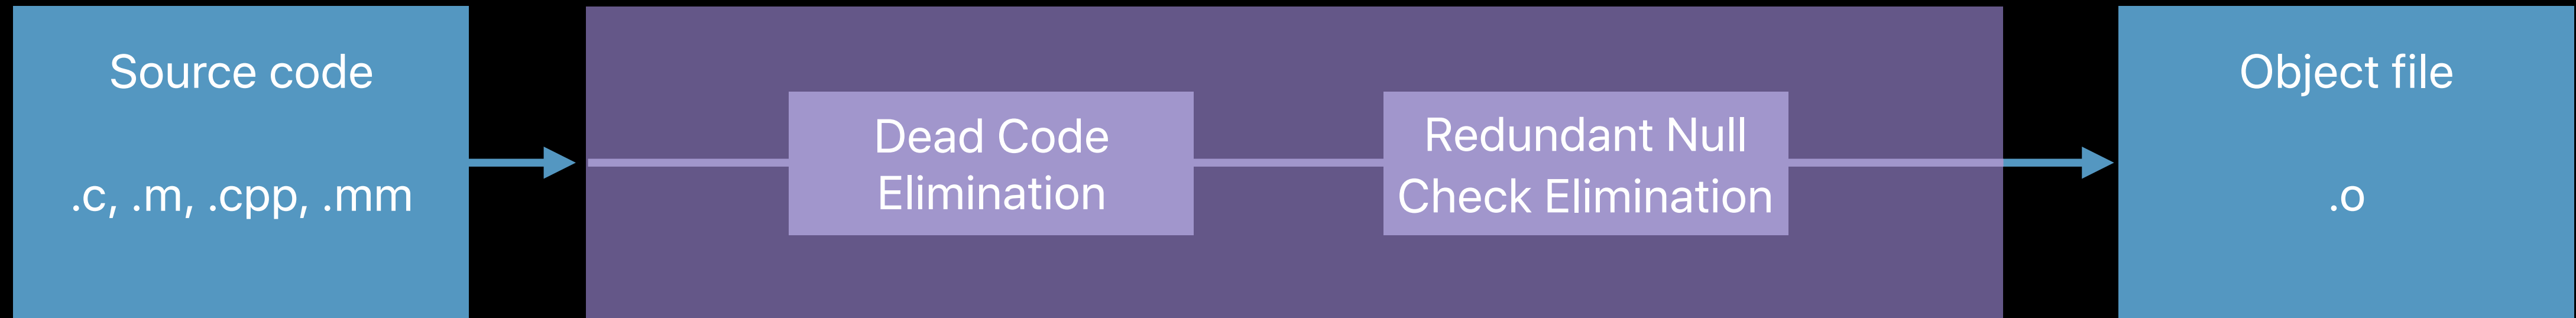 Source code
.c, .m, .cpp, .mm
Dead Code
Elimination
Redundant Null
Check Elimination
Object file
.o